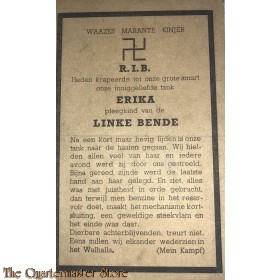 WAAZES MARANTE KINJER
R.I.B.
Heden krapeerde tot onze grote smart
onze inniggeliefde tank
ERIKA
pleegkind van de
LINKE BENDE
Na een kort maar hevig lijden is onze
tank naar de haaien gegaan. Wij hiel-
den allen veel van haar en iedere
avond werd zij door ons gestreeld.
Bijna gereed zijnde werd de laatste
hand aan haar gelegd. En ziet, alles
was met juistheid in orde gebracht,
dan terwijl men benzine in het reser-
voir doet, maakt het mechanisme kort-
sluiting, een geweldige steekvlam en
het einde was daar.
Dierbare achterblijvenden, treurt niet.
Eens zullen wij elkander wederzien in
het Walhalla. (Mein Kampf)
The Quartermaster Store